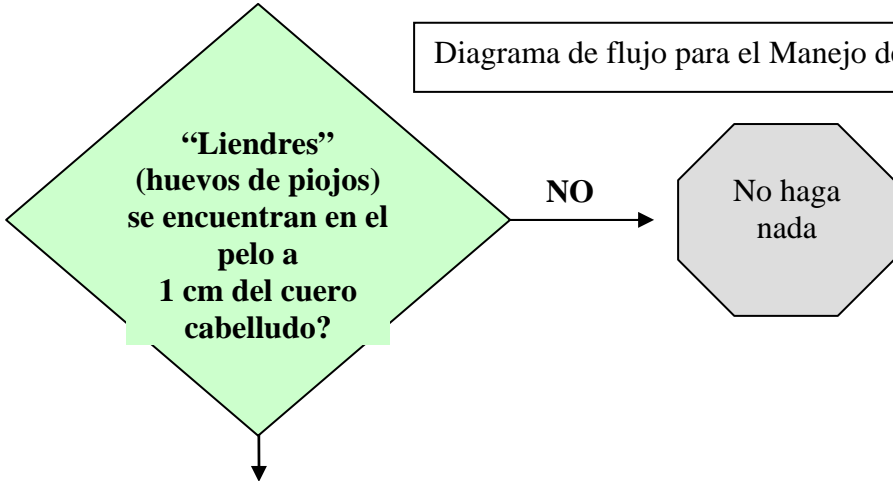 Diagrama de flujo para el Manejo de
“Liendres”
(huevos de piojos)
se encuentran en el
pelo a
1 cm del cuero
cabelludo?
NO
No haga
nada